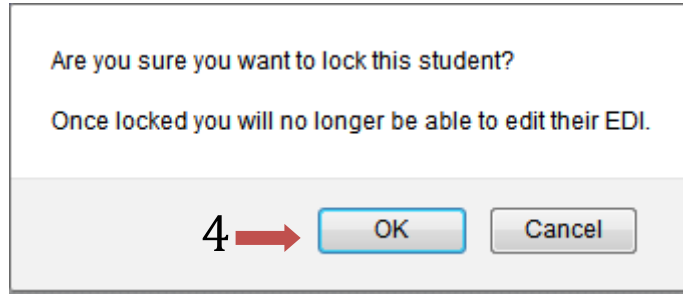 Are you sure you want to lock this student?
Once locked you will no longer be able to edit their EDI.
4 OK Cancel